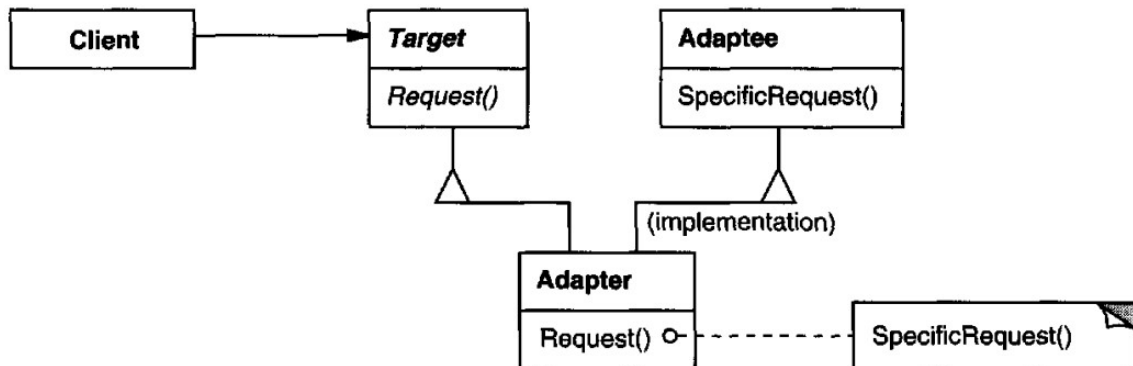 Client
Target
Request()
Adaptee
SpecificRequest()
(implementation)
Adapter
Request()
SpecificRequest()